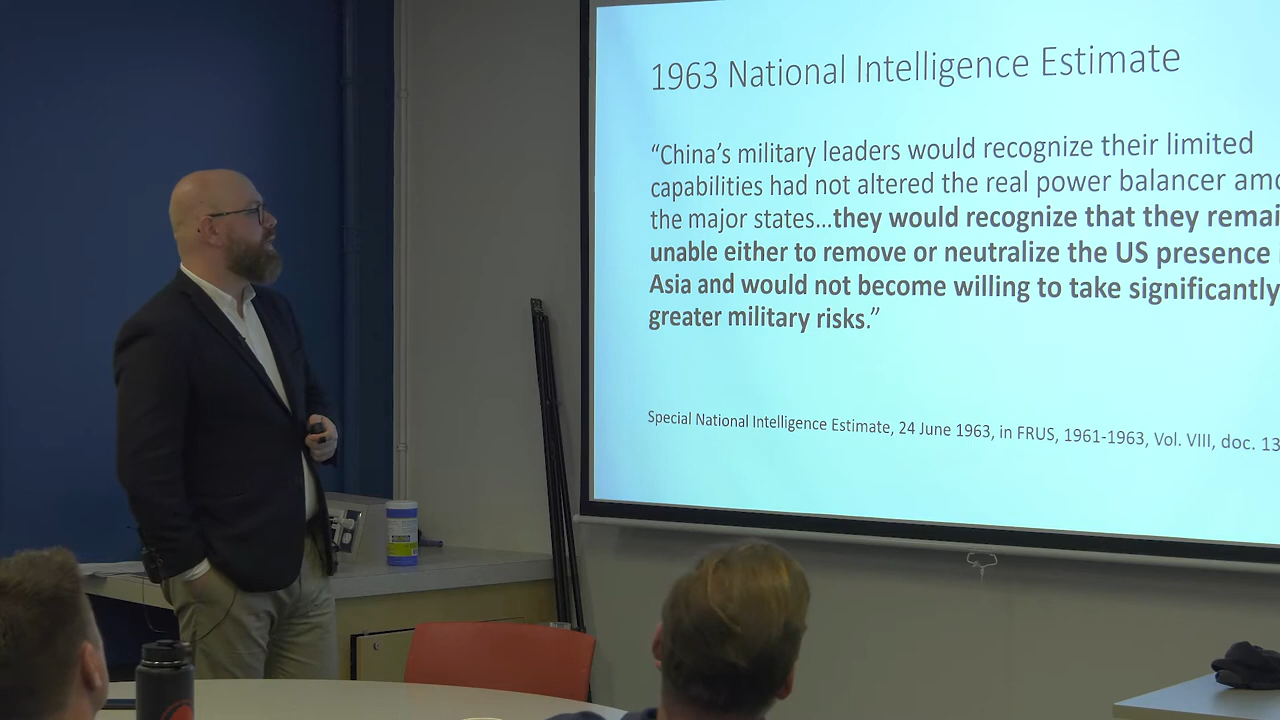 1963 National Intelligence Estimate
“China’s military leaders would recognize their limited
capabilities had not altered the real power balancer amo
the major states...they would recognize that they remai
unable either to remove or neutralize the US presence
Asia and would not become willing to take significantly
greater military risks.”
Special National Intelligence Estimate, 24 June 1963, in FRUS, 1961-1963, Vol. VIII, doc. 13